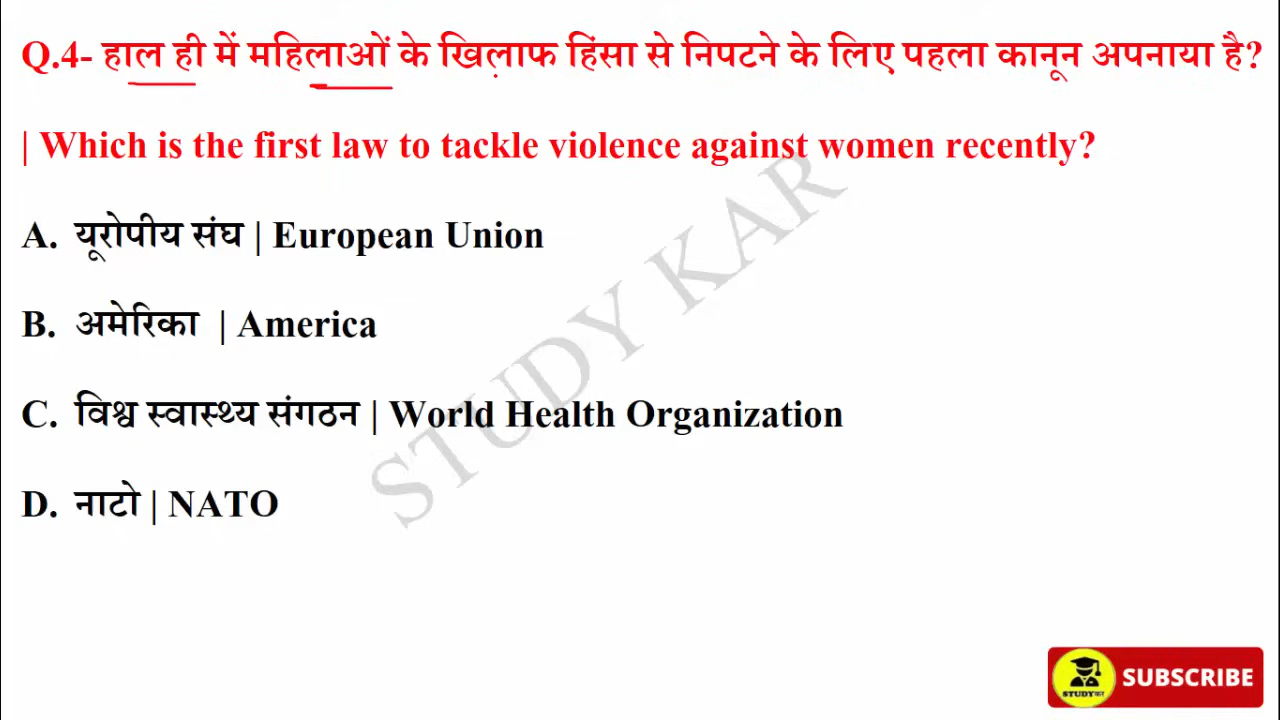 Q.4- हाल ही में महिलाओं के खिलाफ हिंसा से निपटने के लिए पहला कानून अपनाया है?
| Which is the first law to tackle violence against women recently?
A. यूरोपीय संघ | European Union
B. अमेरिका | America
C. विश्व स्वास्थ्य संगठन | World Health Organization
D. नाटो | NATO
STUDY KAR
SUBSCRIBE
STUDYकर